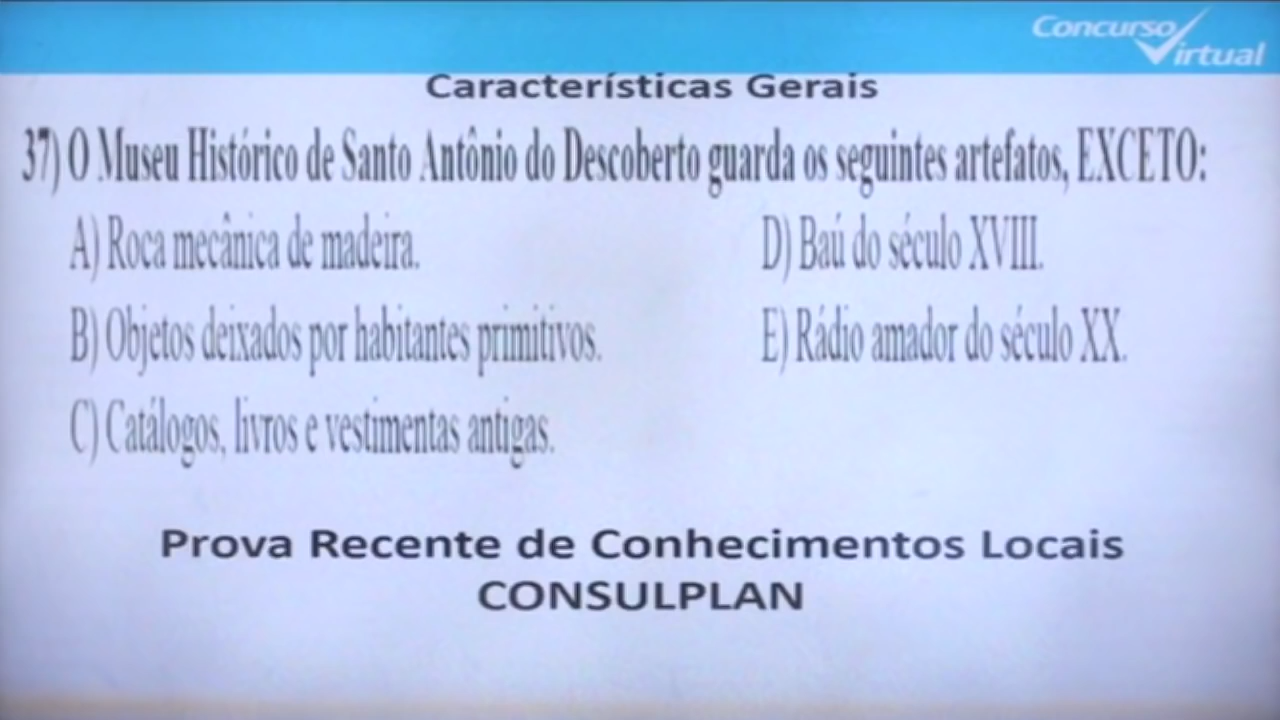 Concurso
Virtual
Características Gerais
37) O Museu Histórico de Santo Antônio do Descoberto guarda os seguintes artefatos, EXCETO:
A) Roca mecânica de madeira.
D) Baú do século XVIII.
B) Objetos deixados por habitantes primitivos.
E) Rádio amador do século XX.
C) Catálogos, livros e vestimentas antigas.
Prova Recente de Conhecimentos Locais
CONSULPLAN